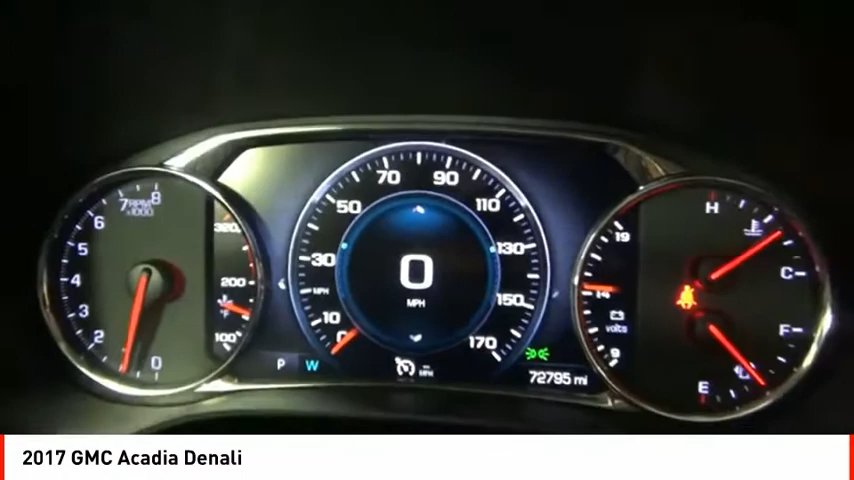 8
7 RPM
x1000
6
5
4
3
2
0
320
200
100
70 90
50 110
30 130
MPH
10 150
0 170
0
MPH
P W
MPH
72795 mi
19
14
volts
9
H
C
F
E
2017 GMC Acadia Denali